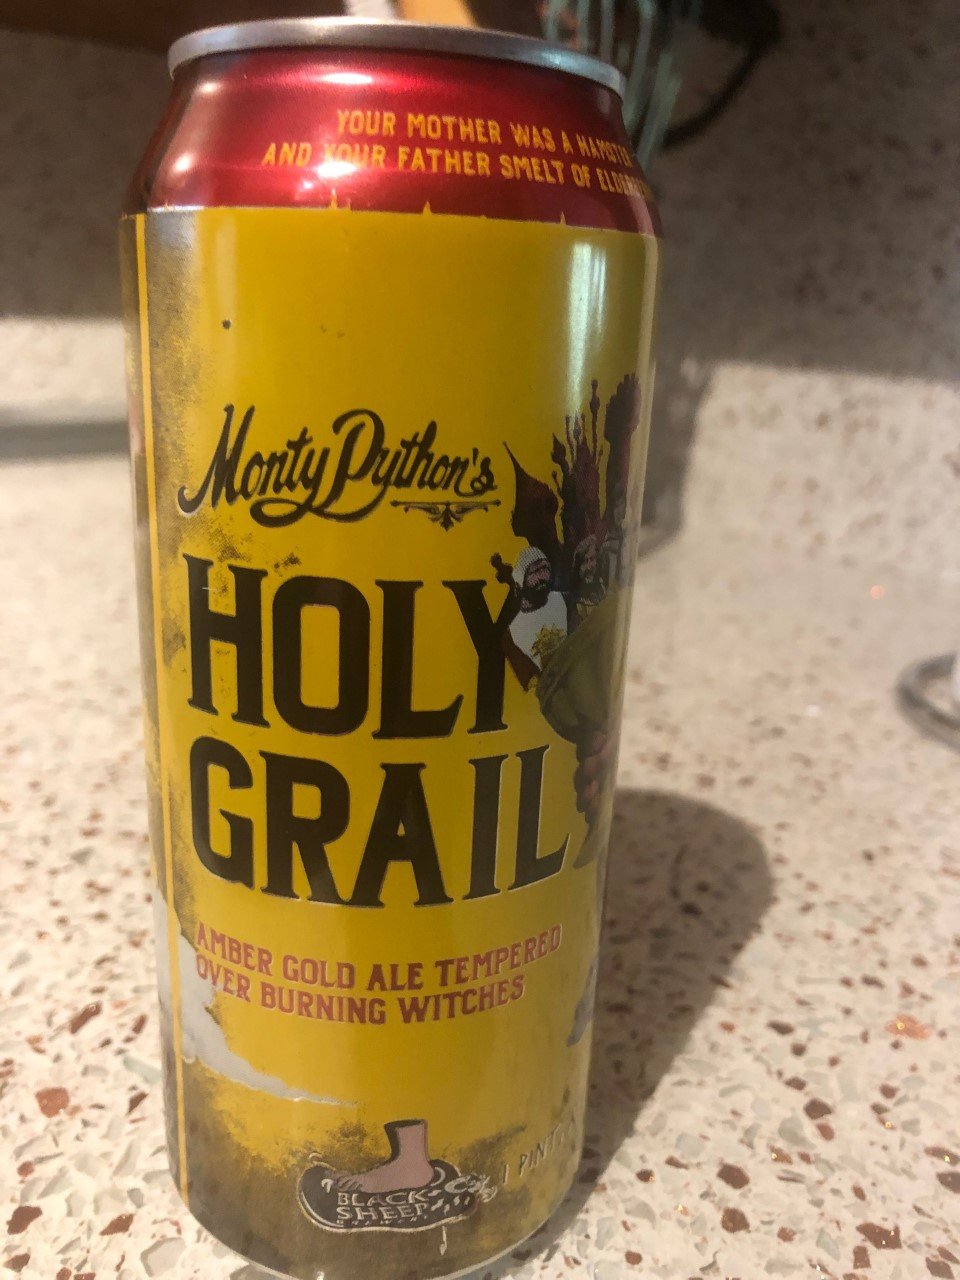 YOUR MOTHER WAS A
AND YOUR FATHER SMELT OF
Monty Python's
HOLY
GRAIL
AMBER GOLD ALE TEMPERED
OVER BURNING WITCHES
1 PINT
BLACK
SHEEP